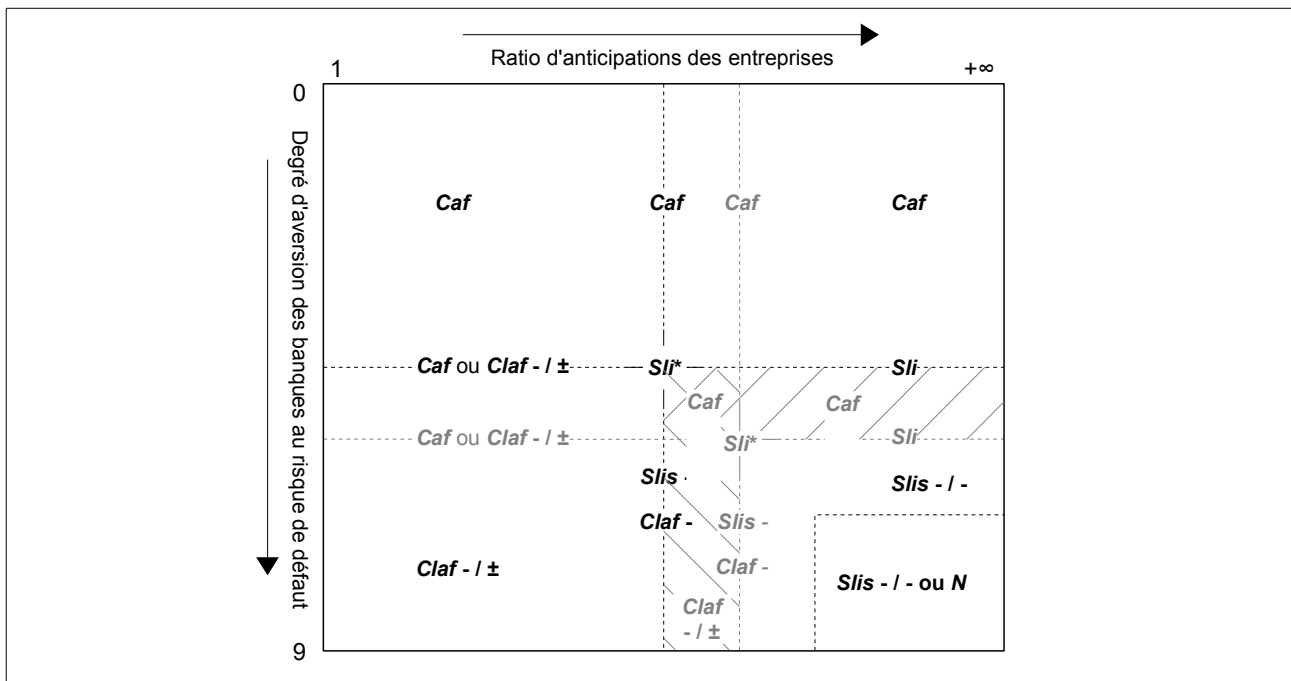 Ratio d'anticipations des entreprises
1
+∞
0
Degré d'aversion des banques au risque de défaut
Caf
Caf
Caf
Caf
Caf ou Claf - / ±
Sli*
Sli
Caf
Caf
Caf ou Claf - / ±
Sli*
Sli
Slis -
Slis - / -
Claf -
Slis -
Claf - / ±
Claf -
Slis - / - ou N
Claf
- / ±
9